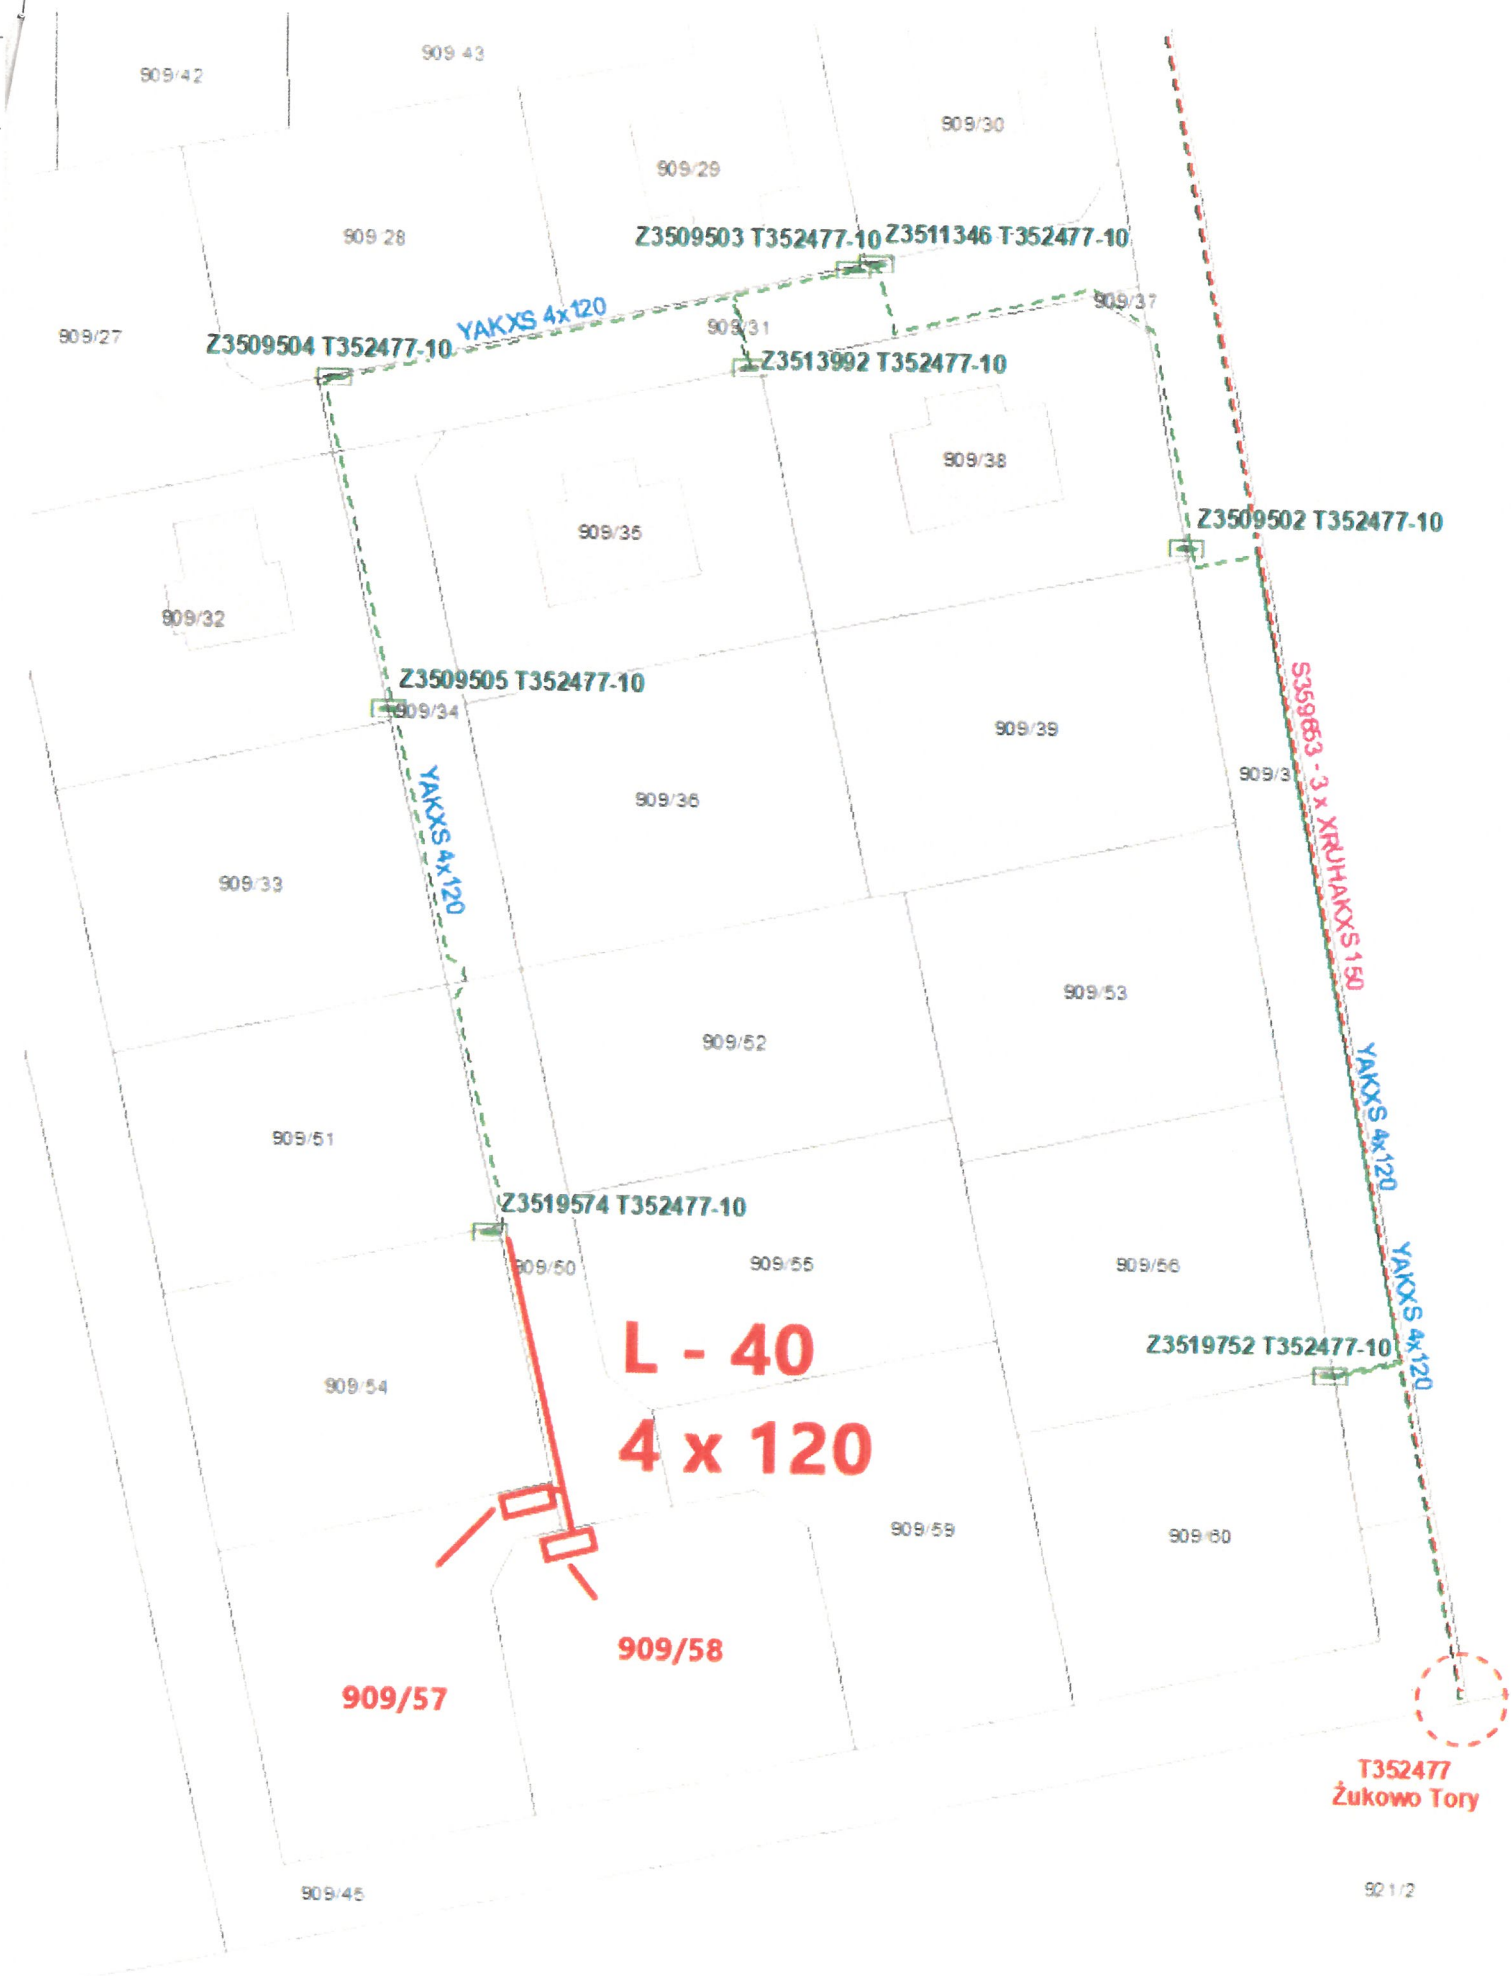 909/42
909 43
909/30
909/29
909 28
Z3509503 T352477-10
Z3511346 T352477-10
909/37
YAKXS 4x120
909/31
909/27
Z3509504 T352477-10
Z3513992 T352477-10
909/38
Z3509502 T352477-10
909/35
909/32
Z3509505 T352477-10
909/34
909/39
909/3
S359653 - 3 x XRUHAKXS 150
909/36
YAKXS 4x120
909/33
909/53
909/52
YAKXS 4x120
909/51
Z3519574 T352477-10
909/50
909/55
909/56
YAKXS 4x120
L - 40
Z3519752 T352477-10
909/54
4 x 120
909/59
909/60
909/58
909/57
T352477
Żukowo Tory
909/45
921/2